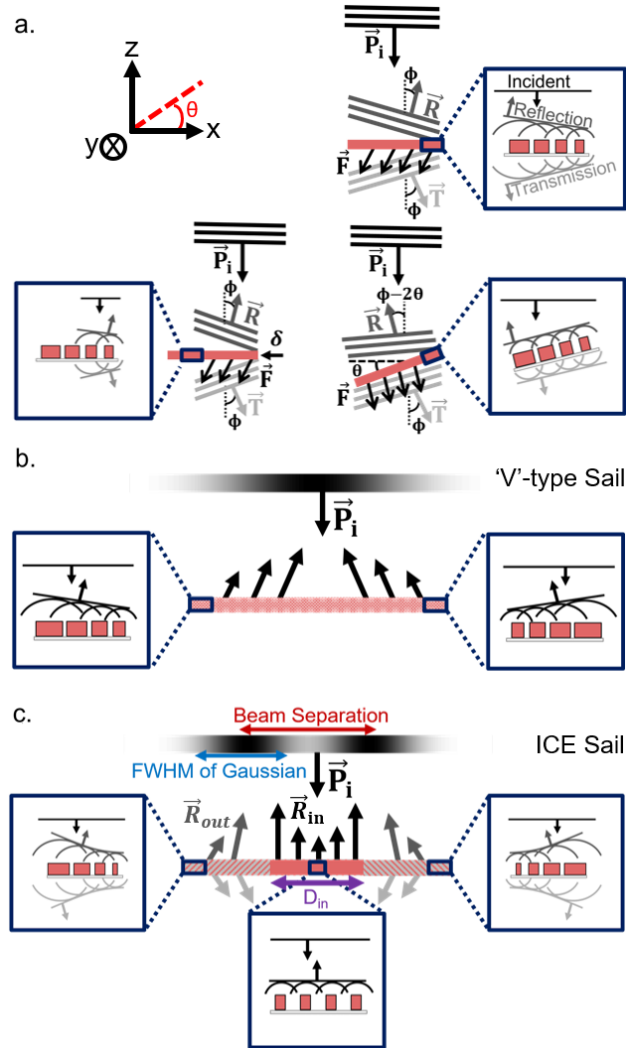 a.
z
θ
x
y
P⃗i
ϕ
R⃗
F⃗
T⃗
ϕ
Incident
Reflection
Transmission
P⃗i
ϕ
R⃗
δ
F⃗
T⃗
ϕ
P⃗i
ϕ−2θ
R⃗
θ
F⃗
T⃗
ϕ
b.
'V'-type Sail
P⃗i
c.
Beam Separation
ICE Sail
FWHM of Gaussian
P⃗i
R⃗out
R⃗in
Din